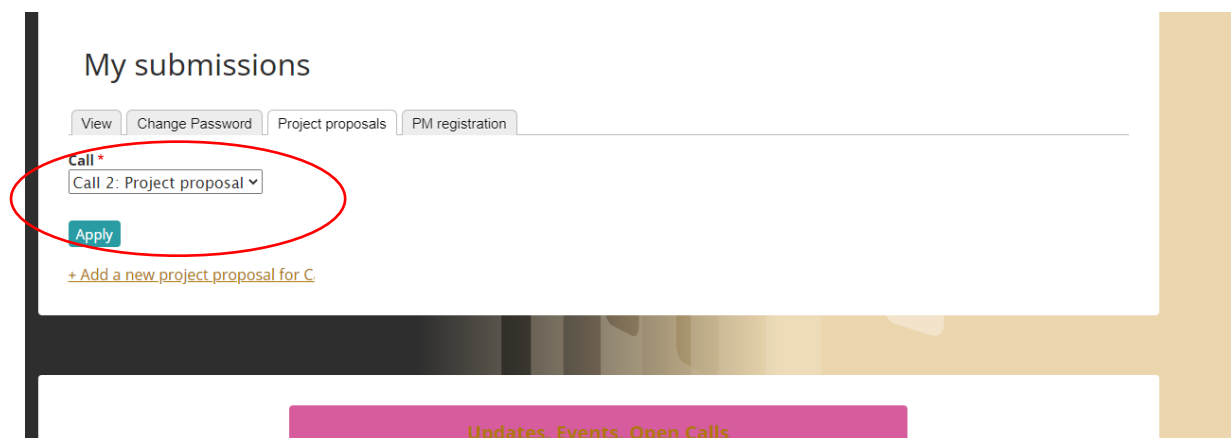 My submissions
View Change Password Project proposals PM registration
Call *
Call 2: Project proposal
Apply
+ Add a new project proposal for C
Updates, Events, Open Calls